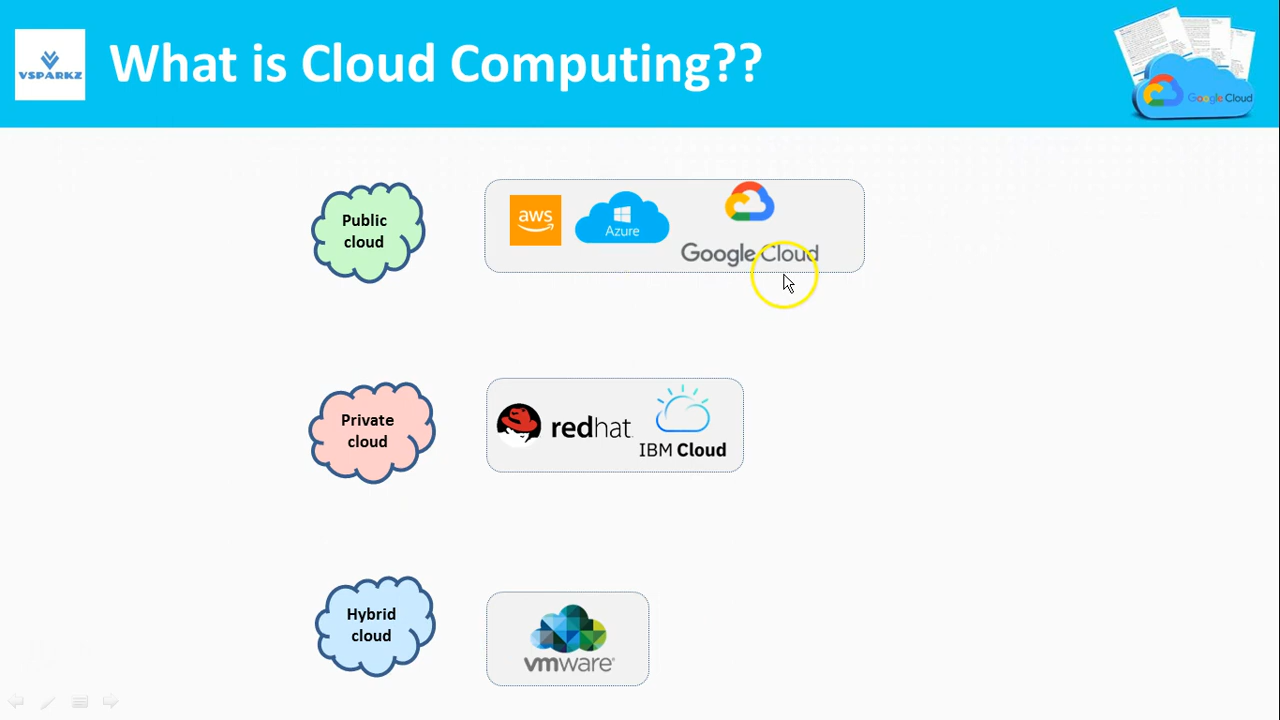 What is Cloud Computing??
VSPARKZ
Google Cloud
Public
cloud
aws
Azure
Google Cloud
Private
cloud
redhat.
IBM Cloud
Hybrid
cloud
vmware®